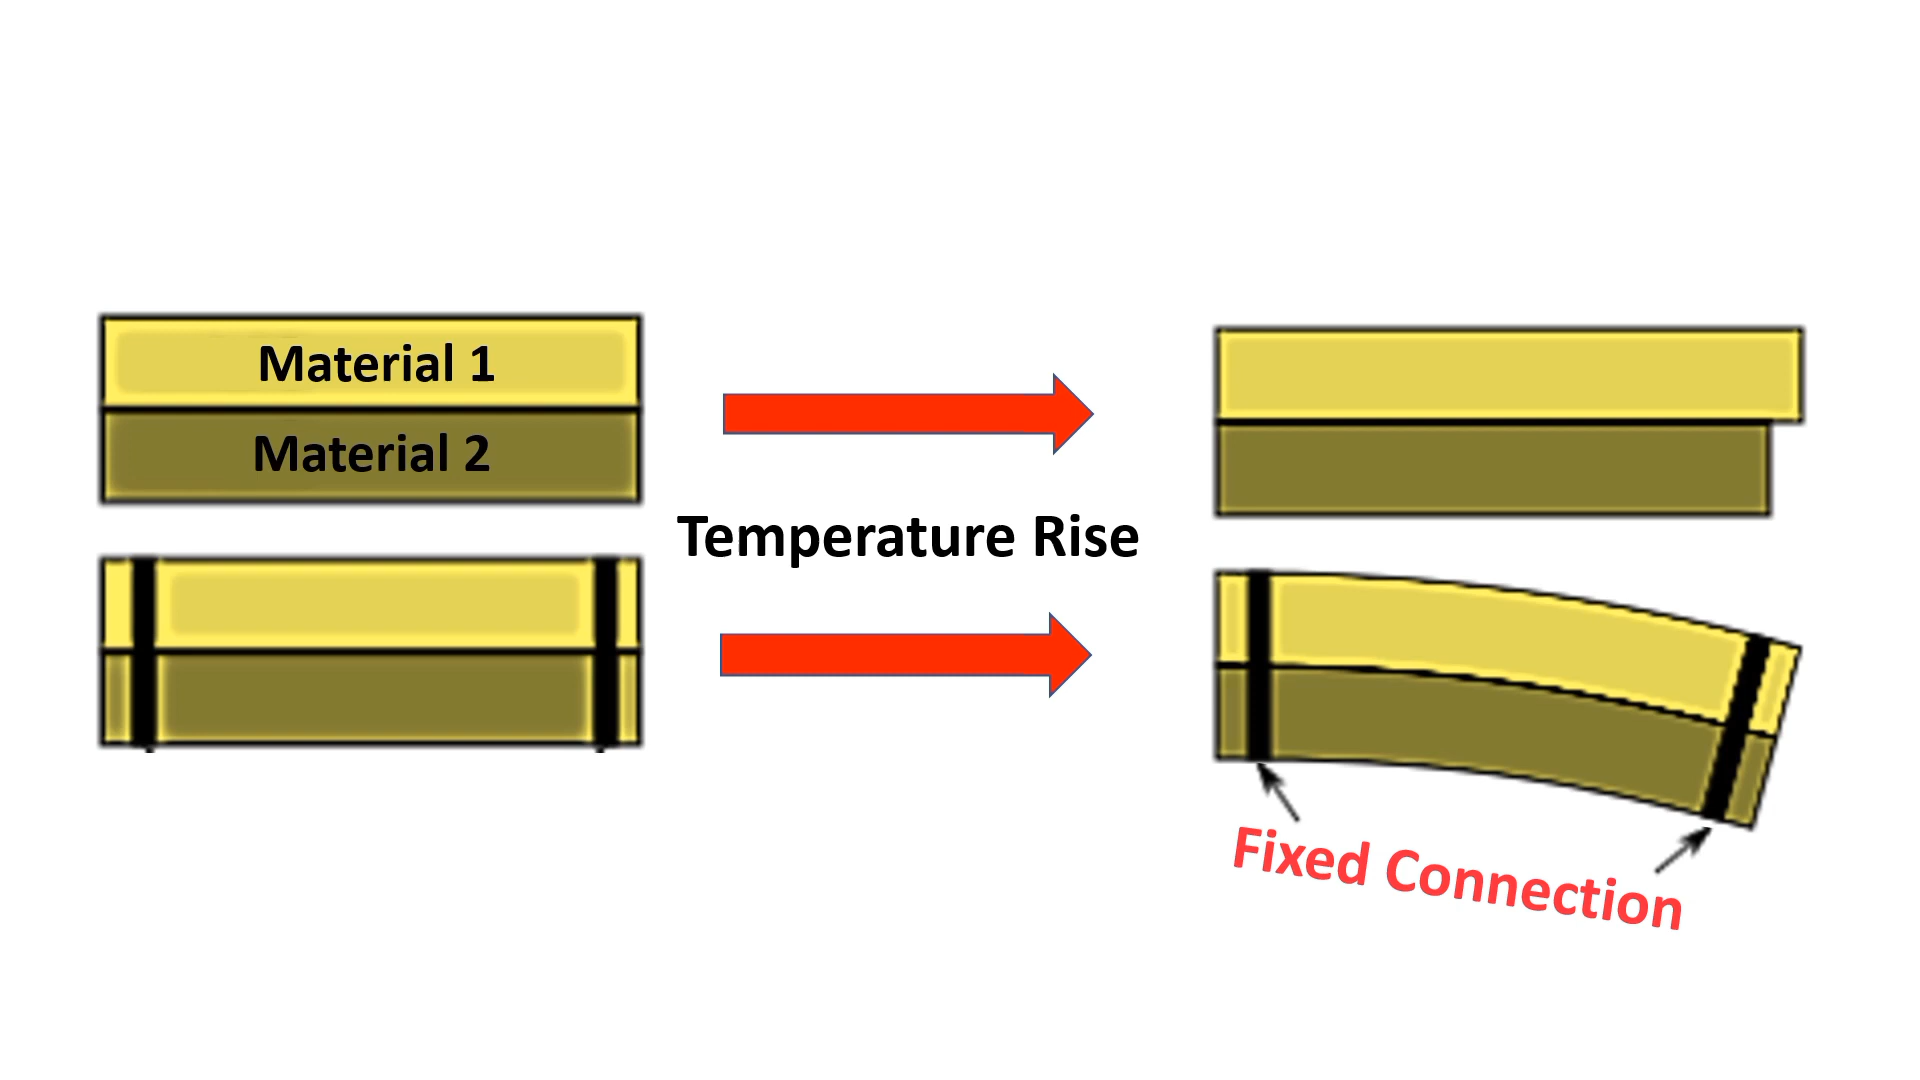 Material 1
Material 2
Temperature Rise
Fixed Connection